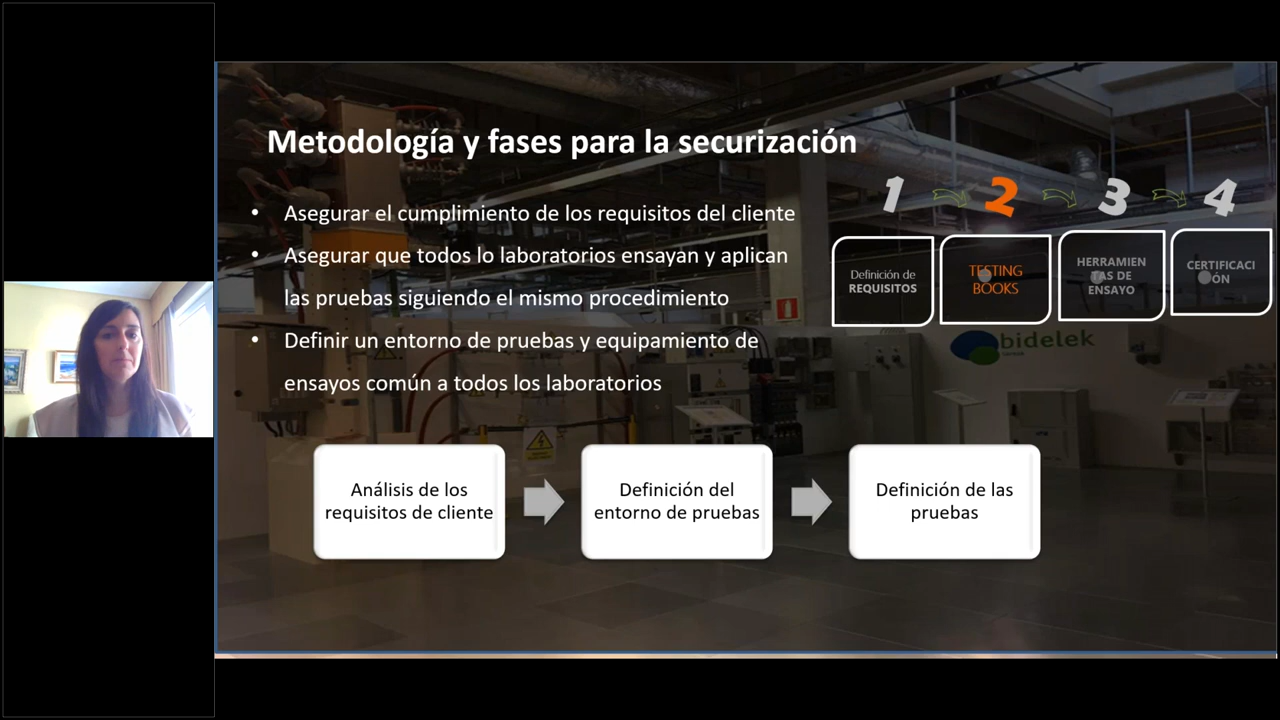 Metodología y fases para la securización
• Asegurar el cumplimiento de los requisitos del cliente
• Asegurar que todos lo laboratorios ensayan y aplican
las pruebas siguiendo el mismo procedimiento
• Definir un entorno de pruebas y equipamiento de
ensayos común a todos los laboratorios
1
2
3
4
Definición de
REQUISITOS
TESTING
BOOKS
HERRAMIEN
TAS DE
ENSAYO
CERTIFICACI
ÓN
bidelek
Análisis de los
requisitos de cliente
Definición del
entorno de pruebas
Definición de las
pruebas